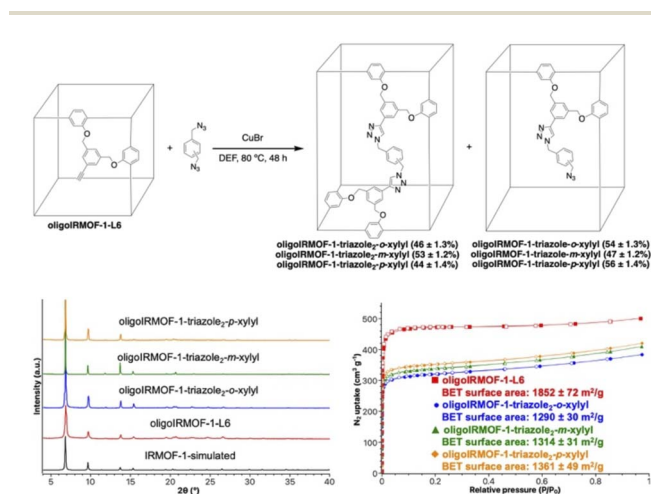 N₃
CuBr
+
DEF, 80 ºC, 48 h
+
N₃
oligoIRMOF-1-L6
oligoIRMOF-1-triazole₂-o-xylyl (46 ± 1.3%)
oligoIRMOF-1-triazole₂-m-xylyl (53 ± 1.2%)
oligoIRMOF-1-triazole₂-p-xylyl (44 ± 1.4%)
oligoIRMOF-1-triazole-o-xylyl (54 ± 1.3%)
oligoIRMOF-1-triazole-m-xylyl (47 ± 1.2%)
oligoIRMOF-1-triazole-p-xylyl (56 ± 1.4%)
Intensity (a.u.)
oligoIRMOF-1-triazole₂-p-xylyl
oligoIRMOF-1-triazole₂-m-xylyl
oligoIRMOF-1-triazole₂-o-xylyl
oligoIRMOF-1-L6
IRMOF-1-simulated
5 10 15 20 25 30 35 40
2θ (°)
N₂ uptake (cm³ g⁻¹)
500
400
300
200
100
0
oligoIRMOF-1-L6
BET surface area: 1852 ± 72 m²/g
oligoIRMOF-1-triazole₂-o-xylyl
BET surface area: 1290 ± 30 m²/g
oligoIRMOF-1-triazole₂-m-xylyl
BET surface area: 1314 ± 31 m²/g
oligoIRMOF-1-triazole₂-p-xylyl
BET surface area: 1361 ± 49 m²/g
0 0.2 0.4 0.6 0.8 1
Relative pressure (P/P₀)